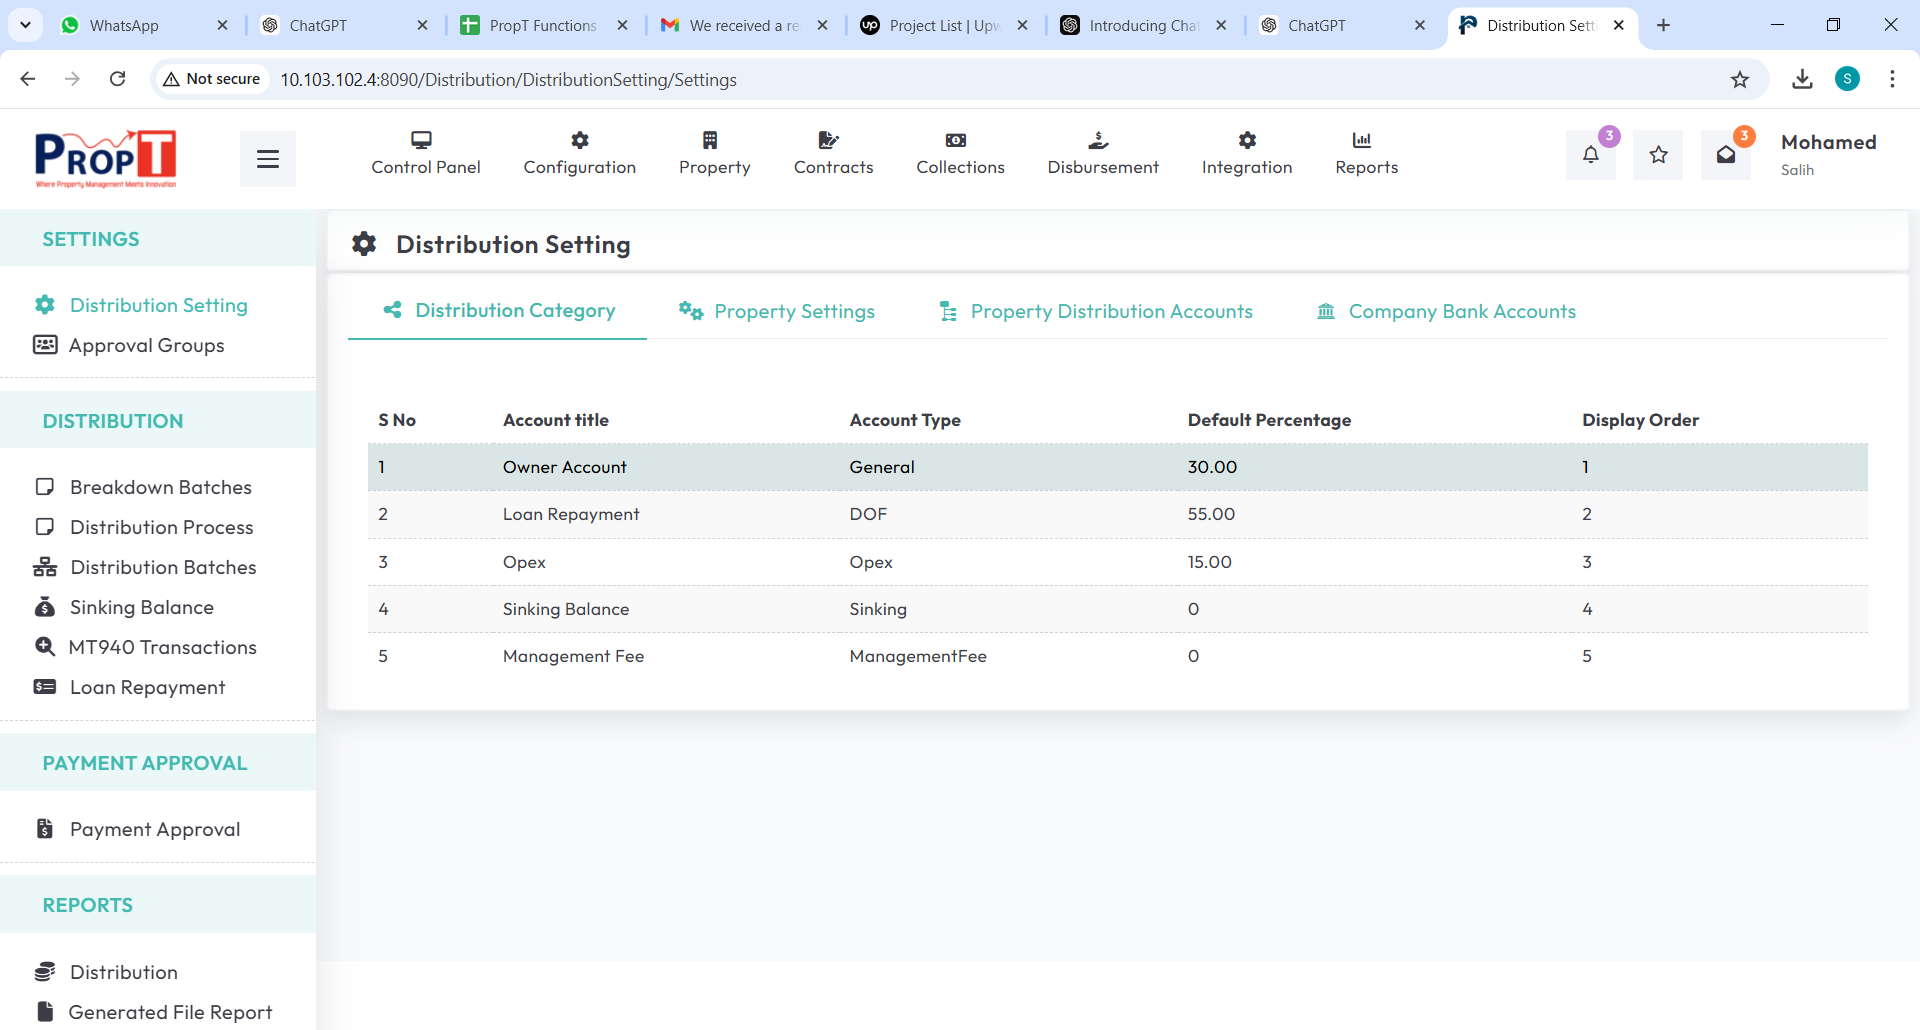 WhatsApp
ChatGPT
PropT Functions
We received a re
Project List | Upw
Introducing Chat
ChatGPT
Distribution Sett
Not secure
10.103.102.4:8090/Distribution/DistributionSetting/Settings
S
PROPT
Where Property Management Meets Innovation
Control Panel
Configuration
Property
Contracts
Collections
Disbursement
Integration
Reports
3
3
Mohamed
Salih
SETTINGS
Distribution Setting
Approval Groups
DISTRIBUTION
Breakdown Batches
Distribution Process
Distribution Batches
Sinking Balance
MT940 Transactions
Loan Repayment
PAYMENT APPROVAL
Payment Approval
REPORTS
Distribution
Generated File Report
Distribution Setting
Distribution Category
Property Settings
Property Distribution Accounts
Company Bank Accounts
S No Account title Account Type Default Percentage Display Order
1 Owner Account General 30.00 1
2 Loan Repayment DOF 55.00 2
3 Opex Opex 15.00 3
4 Sinking Balance Sinking 0 4
5 Management Fee ManagementFee 0 5